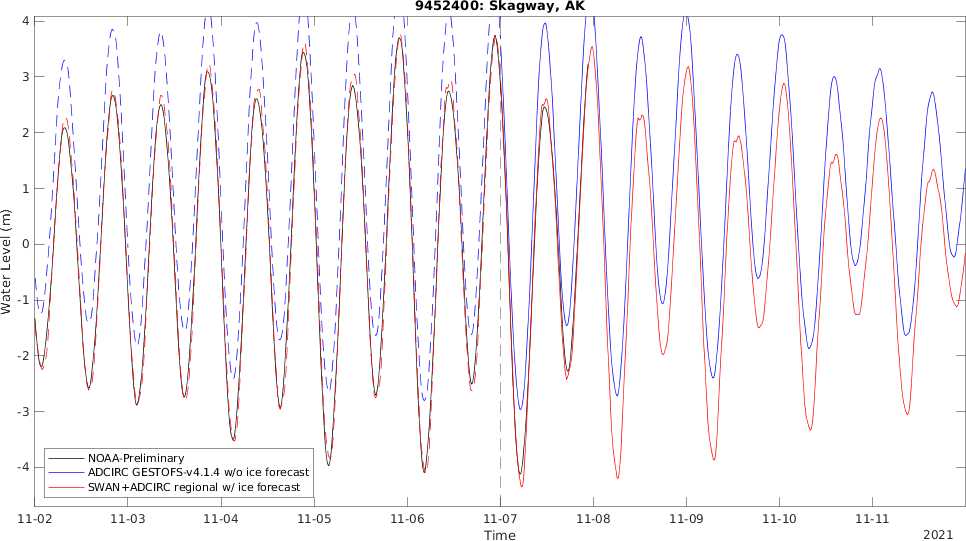 9452400: Skagway, AK
4
3
2
1
0
-1
-2
-3
-4
Water Level (m)
NOAA-Preliminary
ADCIRC GESTOFS-v4.1.4 w/o ice forecast
SWAN+ADCIRC regional w/ ice forecast
11-02 11-03 11-04 11-05 11-06 11-07 11-08 11-09 11-10 11-11
Time
2021